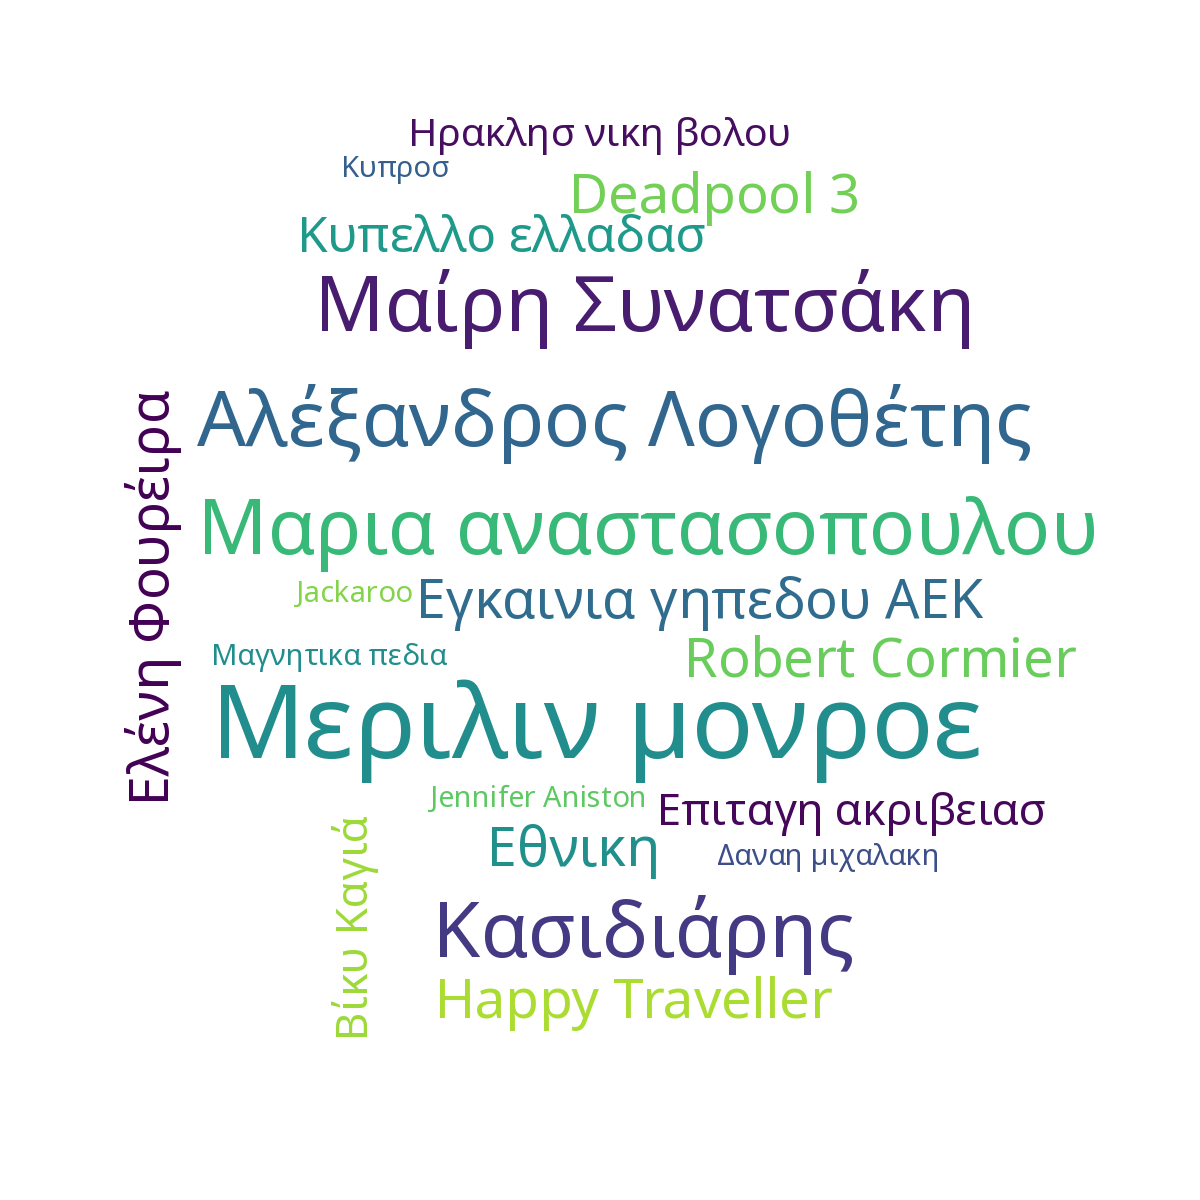 Ηρακλησ νικη βολου
Κυπροσ
Deadpool 3
Κυπελλο ελλαδασ
Μαίρη Συνατσάκη
Αλέξανδρος Λογοθέτης
Ελένη Φουρέιρα
Μαρια αναστασοπουλου
Jackaroo
Εγκαινια γηπεδου ΑΕΚ
Μαγνητικα πεδια
Robert Cormier
Μεριλιν μονροε
Jennifer Aniston
Επιταγη ακριβειασ
Βίκυ Καγιά
Εθνικη
Δαναη μιχαλακη
Κασιδιάρης
Happy Traveller